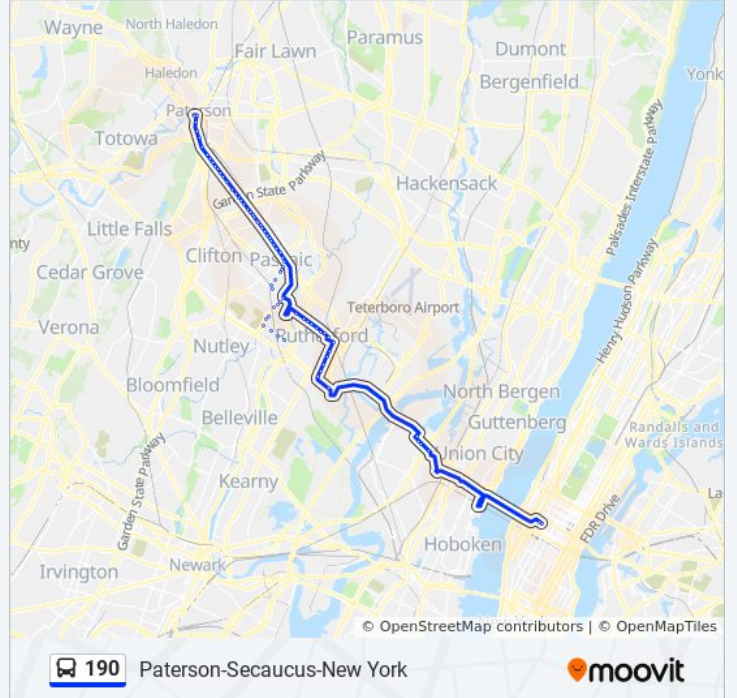 North Haledon
Wayne
Paramus
Fair Lawn
Dumont
Haledon
Bergenfield
Paterson
Totowa
Palisades Interstate Parkway
Garden State Parkway
Hackensack
Little Falls
Clifton
Passaic
Cedar Grove
Teterboro Airport
Henry Hudson Parkway
Verona
Rutherford
Nutley
Bloomfield
North Bergen
Belleville
Guttenberg
Randalls and
Wards Islands
Union City
Garden State Parkway
Kearny
FDR Drive
Hoboken
Newark
Irvington
© OpenStreetMap contributors | © OpenMapTiles
190 Paterson-Secaucus-New York
moovit